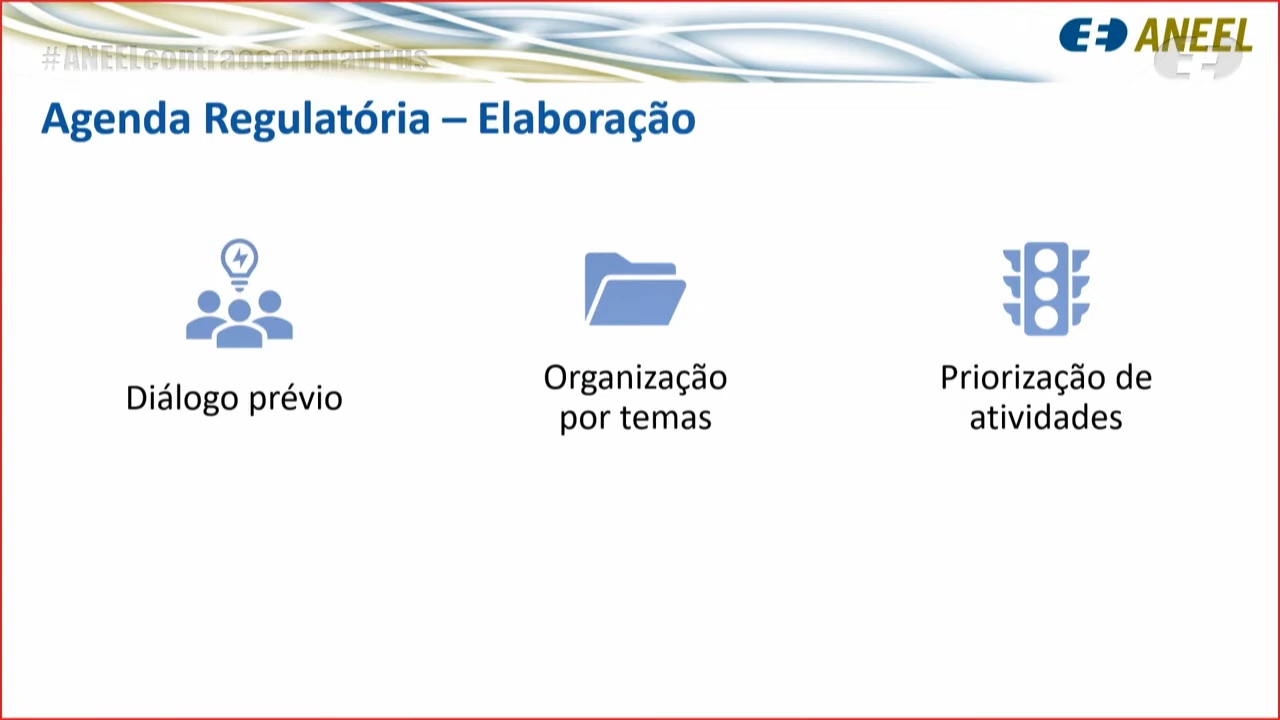 #ANEELcontraocoronavirus
ANEEL
Agenda Regulatória – Elaboração
Diálogo prévio
Organização
por temas
Priorização de
atividades